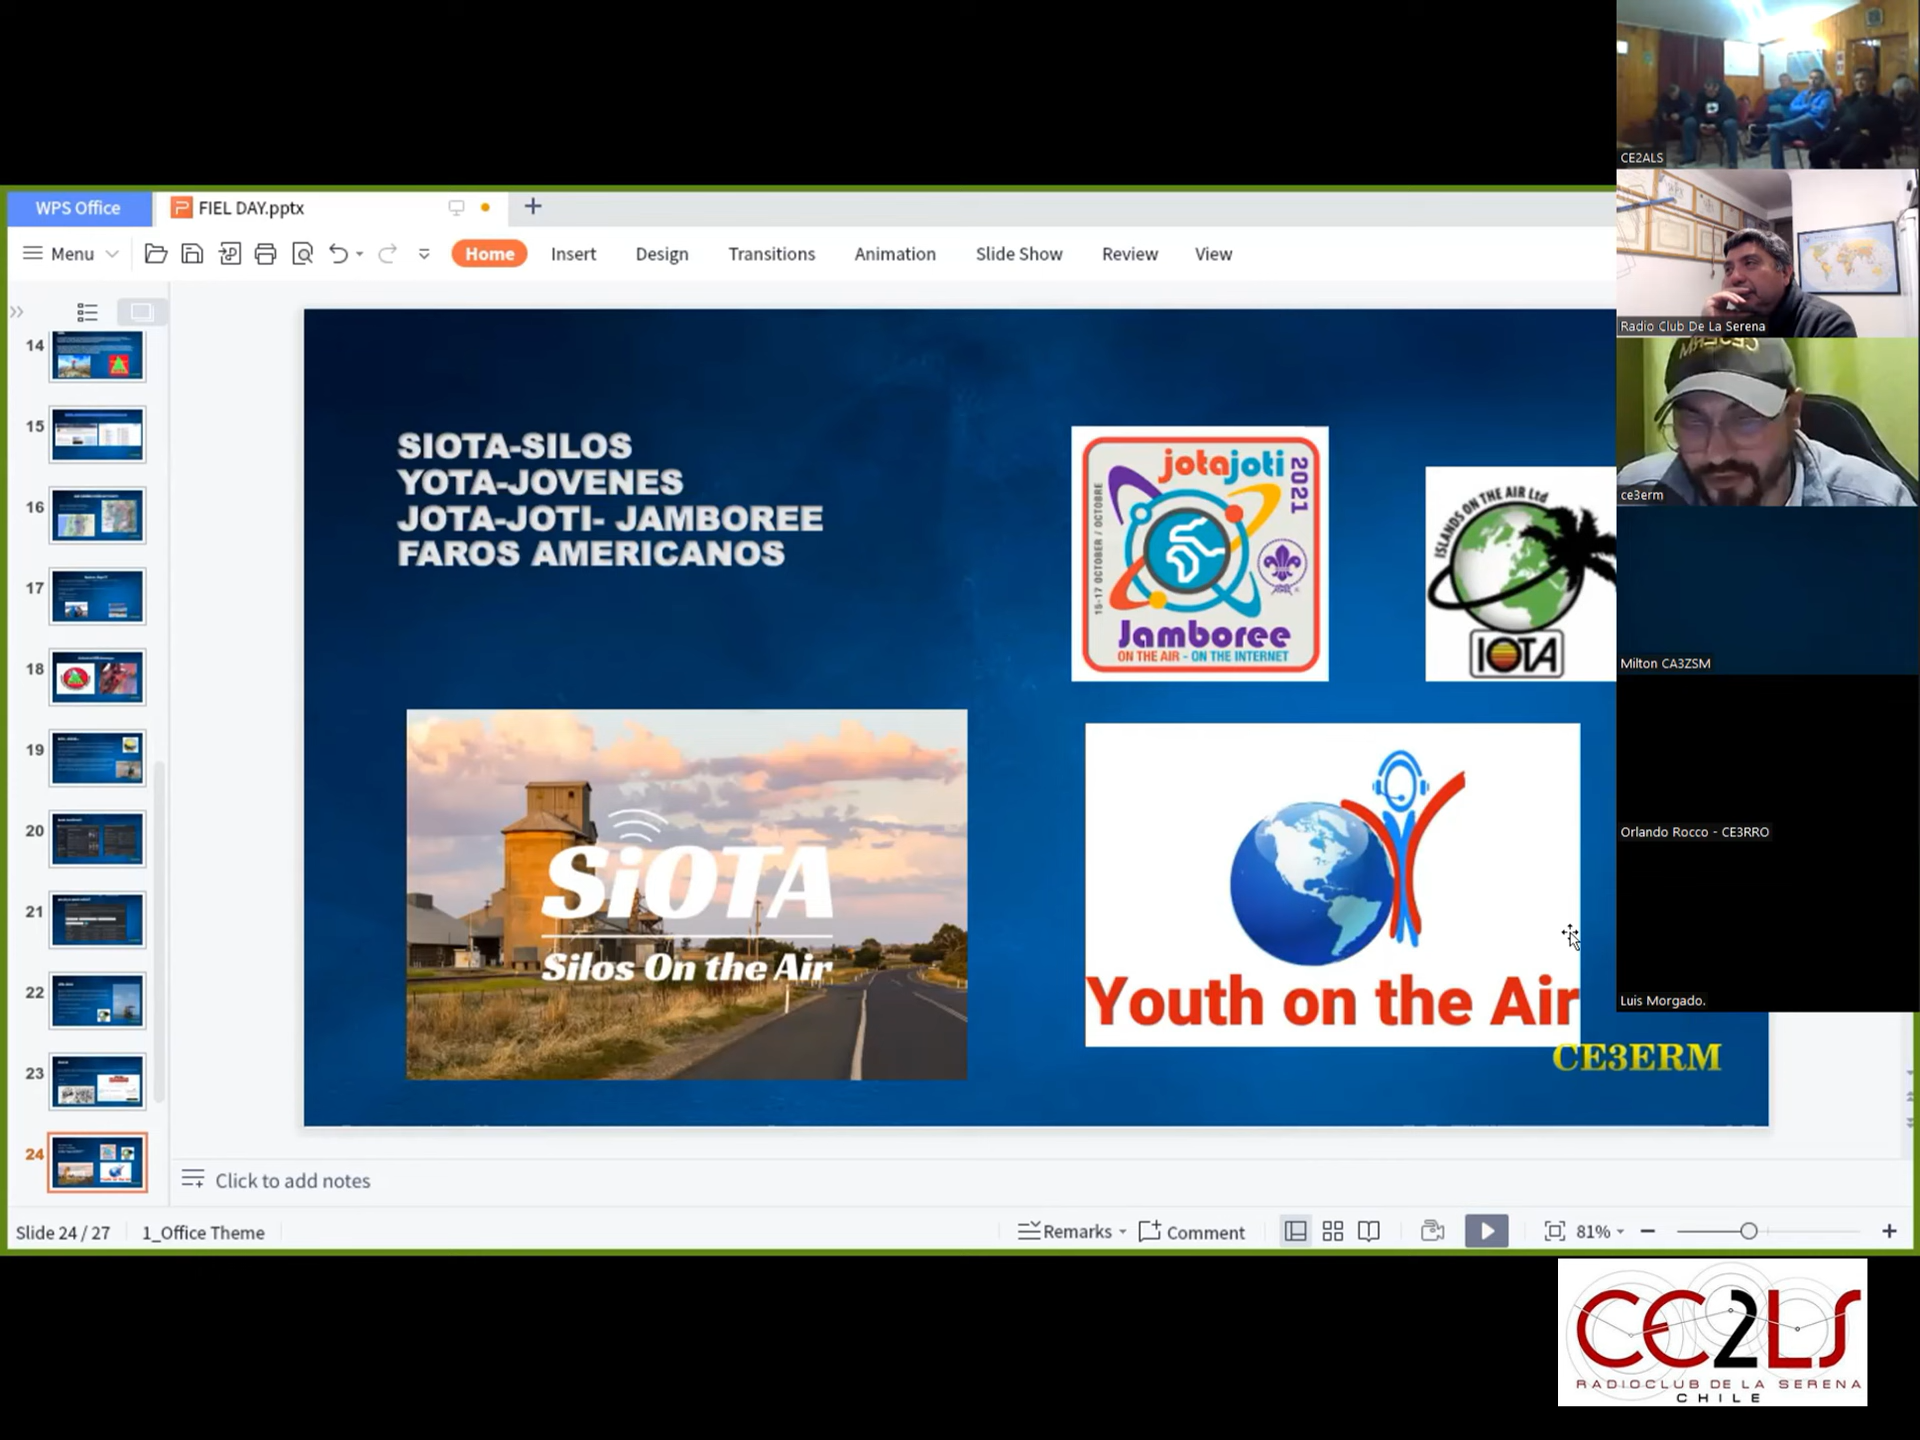 WPS Office
FIEL DAY.pptx
Menu
Home
Insert
Design
Transitions
Animation
Slide Show
Review
View
14
15
16
17
18
19
20
21
22
23
24
SIOTA-SILOS
YOTA-JOVENES
JOTA-JOTI- JAMBOREE
FAROS AMERICANOS
jotajoti
2021
15-17 OCTOBER / OCTOBRE
Jamboree
ON THE AIR - ON THE INTERNET
ISLANDS ON THE AIR Ltd
IOTA
SiOTA
Silos On the Air
Youth on the Air
CE3ERM
Click to add notes
Slide 24 / 27
1_Office Theme
Remarks
Comment
81%
CE2ALS
Radio Club De La Serena
CE3ERM
ce3erm
Milton CA3ZSM
Orlando Rocco - CE3RRO
Luis Morgado.
CE2LS
RADIOCLUB DE LA SERENA
CHILE